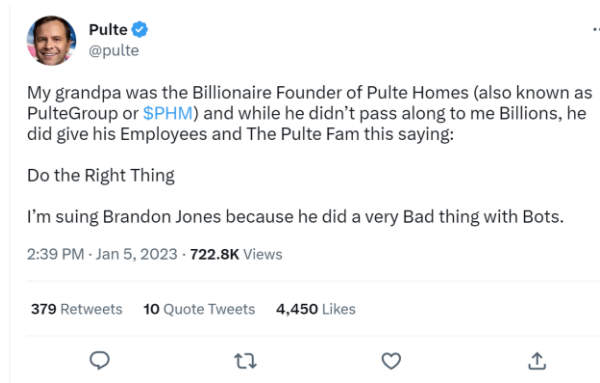 Pulte
@pulte
My grandpa was the Billionaire Founder of Pulte Homes (also known as
PulteGroup or $PHM) and while he didn’t pass along to me Billions, he
did give his Employees and The Pulte Fam this saying:
Do the Right Thing
I’m suing Brandon Jones because he did a very Bad thing with Bots.
2:39 PM · Jan 5, 2023 · 722.8K Views
379 Retweets 10 Quote Tweets 4,450 Likes